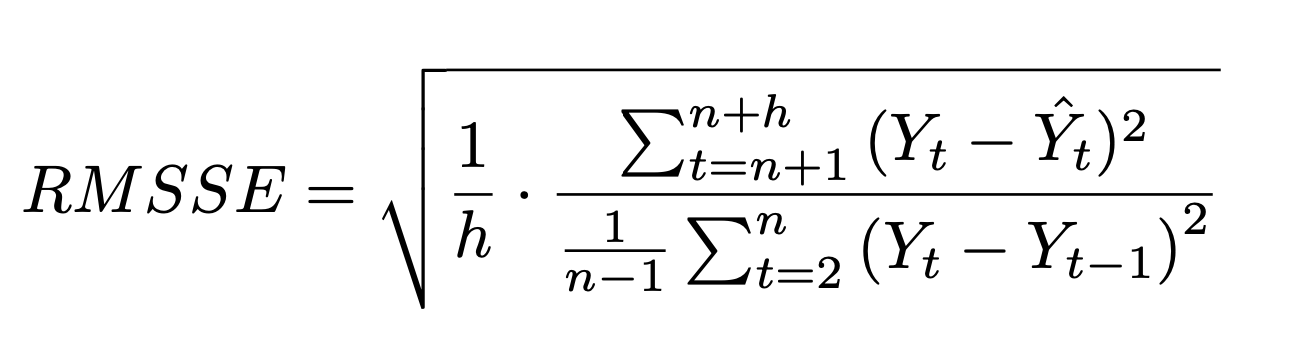 $RMSSE = \sqrt{\frac{1}{h} \cdot \frac{\sum_{t=n+1}^{n+h} (Y_t - \hat{Y}_t)^2}{\frac{1}{n-1} \sum_{t=2}^{n} (Y_t - Y_{t-1})^2}}$